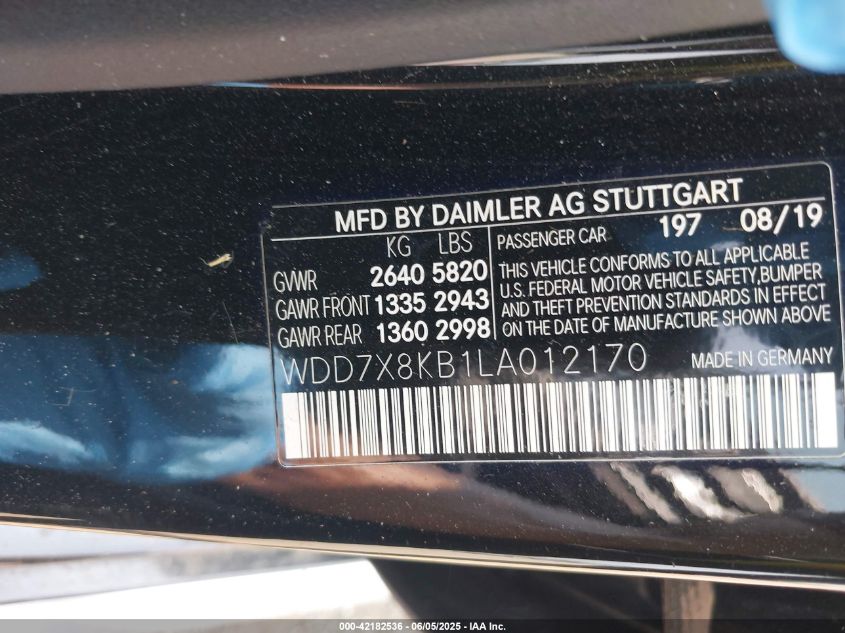 MFD BY DAIMLER AG STUTTGART
KG LBS
GVWR 2640 5820
GAWR FRONT 1335 2943
GAWR REAR 1360 2998
PASSENGER CAR 197 08/19
THIS VEHICLE CONFORMS TO ALL APPLICABLE
U.S. FEDERAL MOTOR VEHICLE SAFETY,BUMPER
AND THEFT PREVENTION STANDARDS IN EFFECT
ON THE DATE OF MANUFACTURE SHOWN ABOVE
WDD7X8KB1LA012170 MADE IN GERMANY
000-42182536 - 06/05/2025 - IAA Inc.